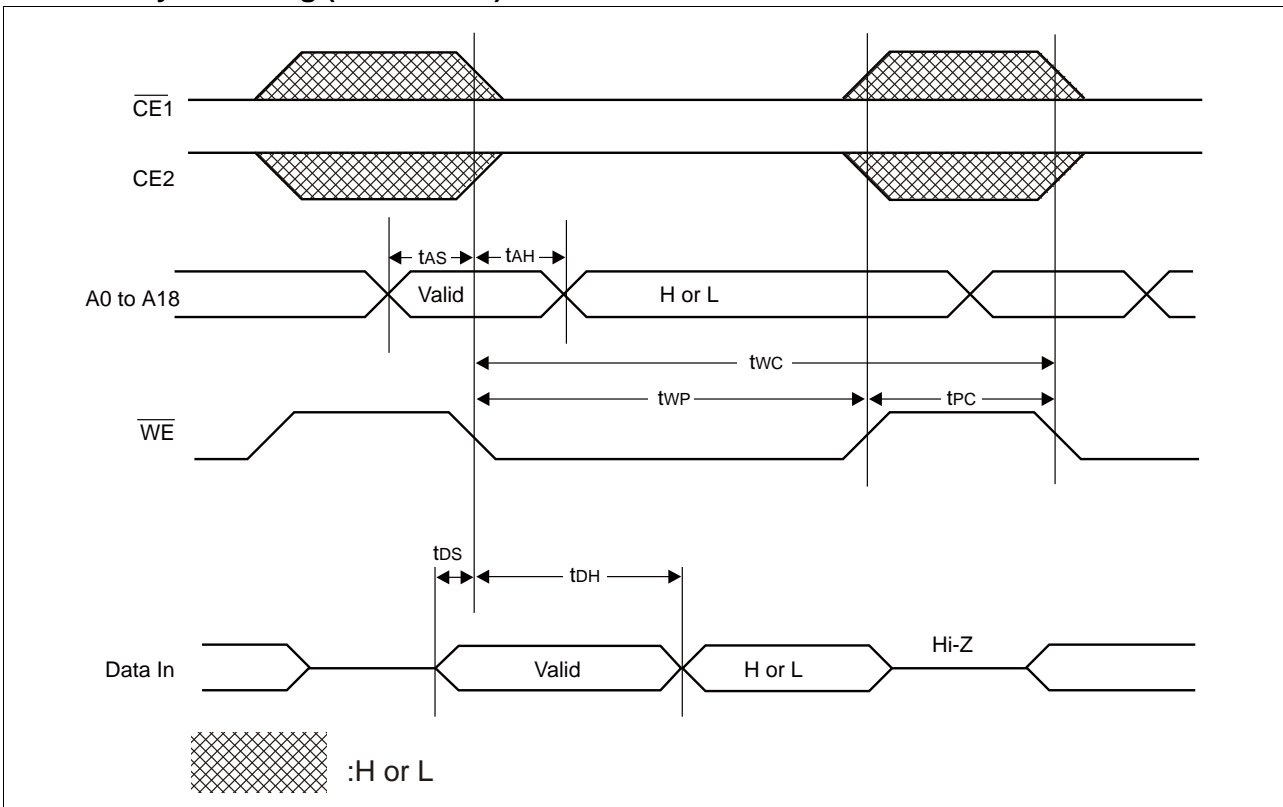 CE1
CE2
tAS
tAH
A0 to A18
Valid
H or L
tWC
tWP
tPC
WE
tDS
tDH
Data In
Valid
H or L
Hi-Z
:H or L